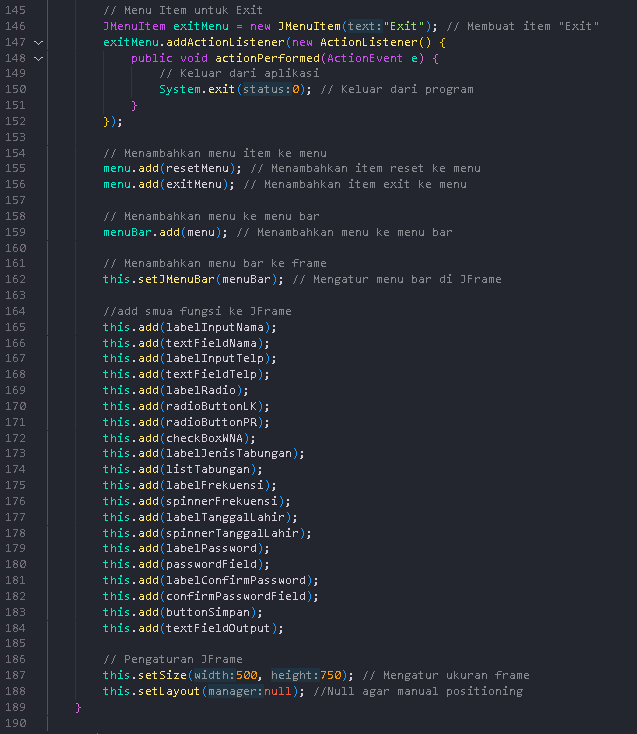 145 // Menu Item untuk Exit
146 JMenuItem exitMenu = new JMenuItem(text:"Exit"); // Membuat item "Exit"
147 exitMenu.addActionListener(new ActionListener() {
148 public void actionPerformed(ActionEvent e) {
149 // Keluar dari aplikasi
150 System.exit(status:0); // Keluar dari program
151 }
152 });
153
154 // Menambahkan menu item ke menu
155 menu.add(resetMenu); // Menambahkan item reset ke menu
156 menu.add(exitMenu); // Menambahkan item exit ke menu
157
158 // Menambahkan menu ke menu bar
159 menuBar.add(menu); // Menambahkan menu ke menu bar
160
161 // Menambahkan menu bar ke frame
162 this.setJMenuBar(menuBar); // Mengatur menu bar di JFrame
163
164 //add smua fungsi ke JFrame
165 this.add(labelInputNama);
166 this.add(textFieldNama);
167 this.add(labelInputTelp);
168 this.add(textFieldTelp);
169 this.add(labelRadio);
170 this.add(radioButtonLK);
171 this.add(radioButtonPR);
172 this.add(checkBoxWNA);
173 this.add(labelJenisTabungan);
174 this.add(listTabungan);
175 this.add(labelFrekuensi);
176 this.add(spinnerFrekuensi);
177 this.add(labelTanggalLahir);
178 this.add(spinnerTanggalLahir);
179 this.add(labelPassword);
180 this.add(passwordField);
181 this.add(labelConfirmPassword);
182 this.add(confirmPasswordField);
183 this.add(buttonSimpan);
184 this.add(textFieldOutput);
185
186 // Pengaturan JFrame
187 this.setSize(width:500, height:750); // Mengatur ukuran frame
188 this.setLayout(manager:null); //Null agar manual positioning
189 }
190